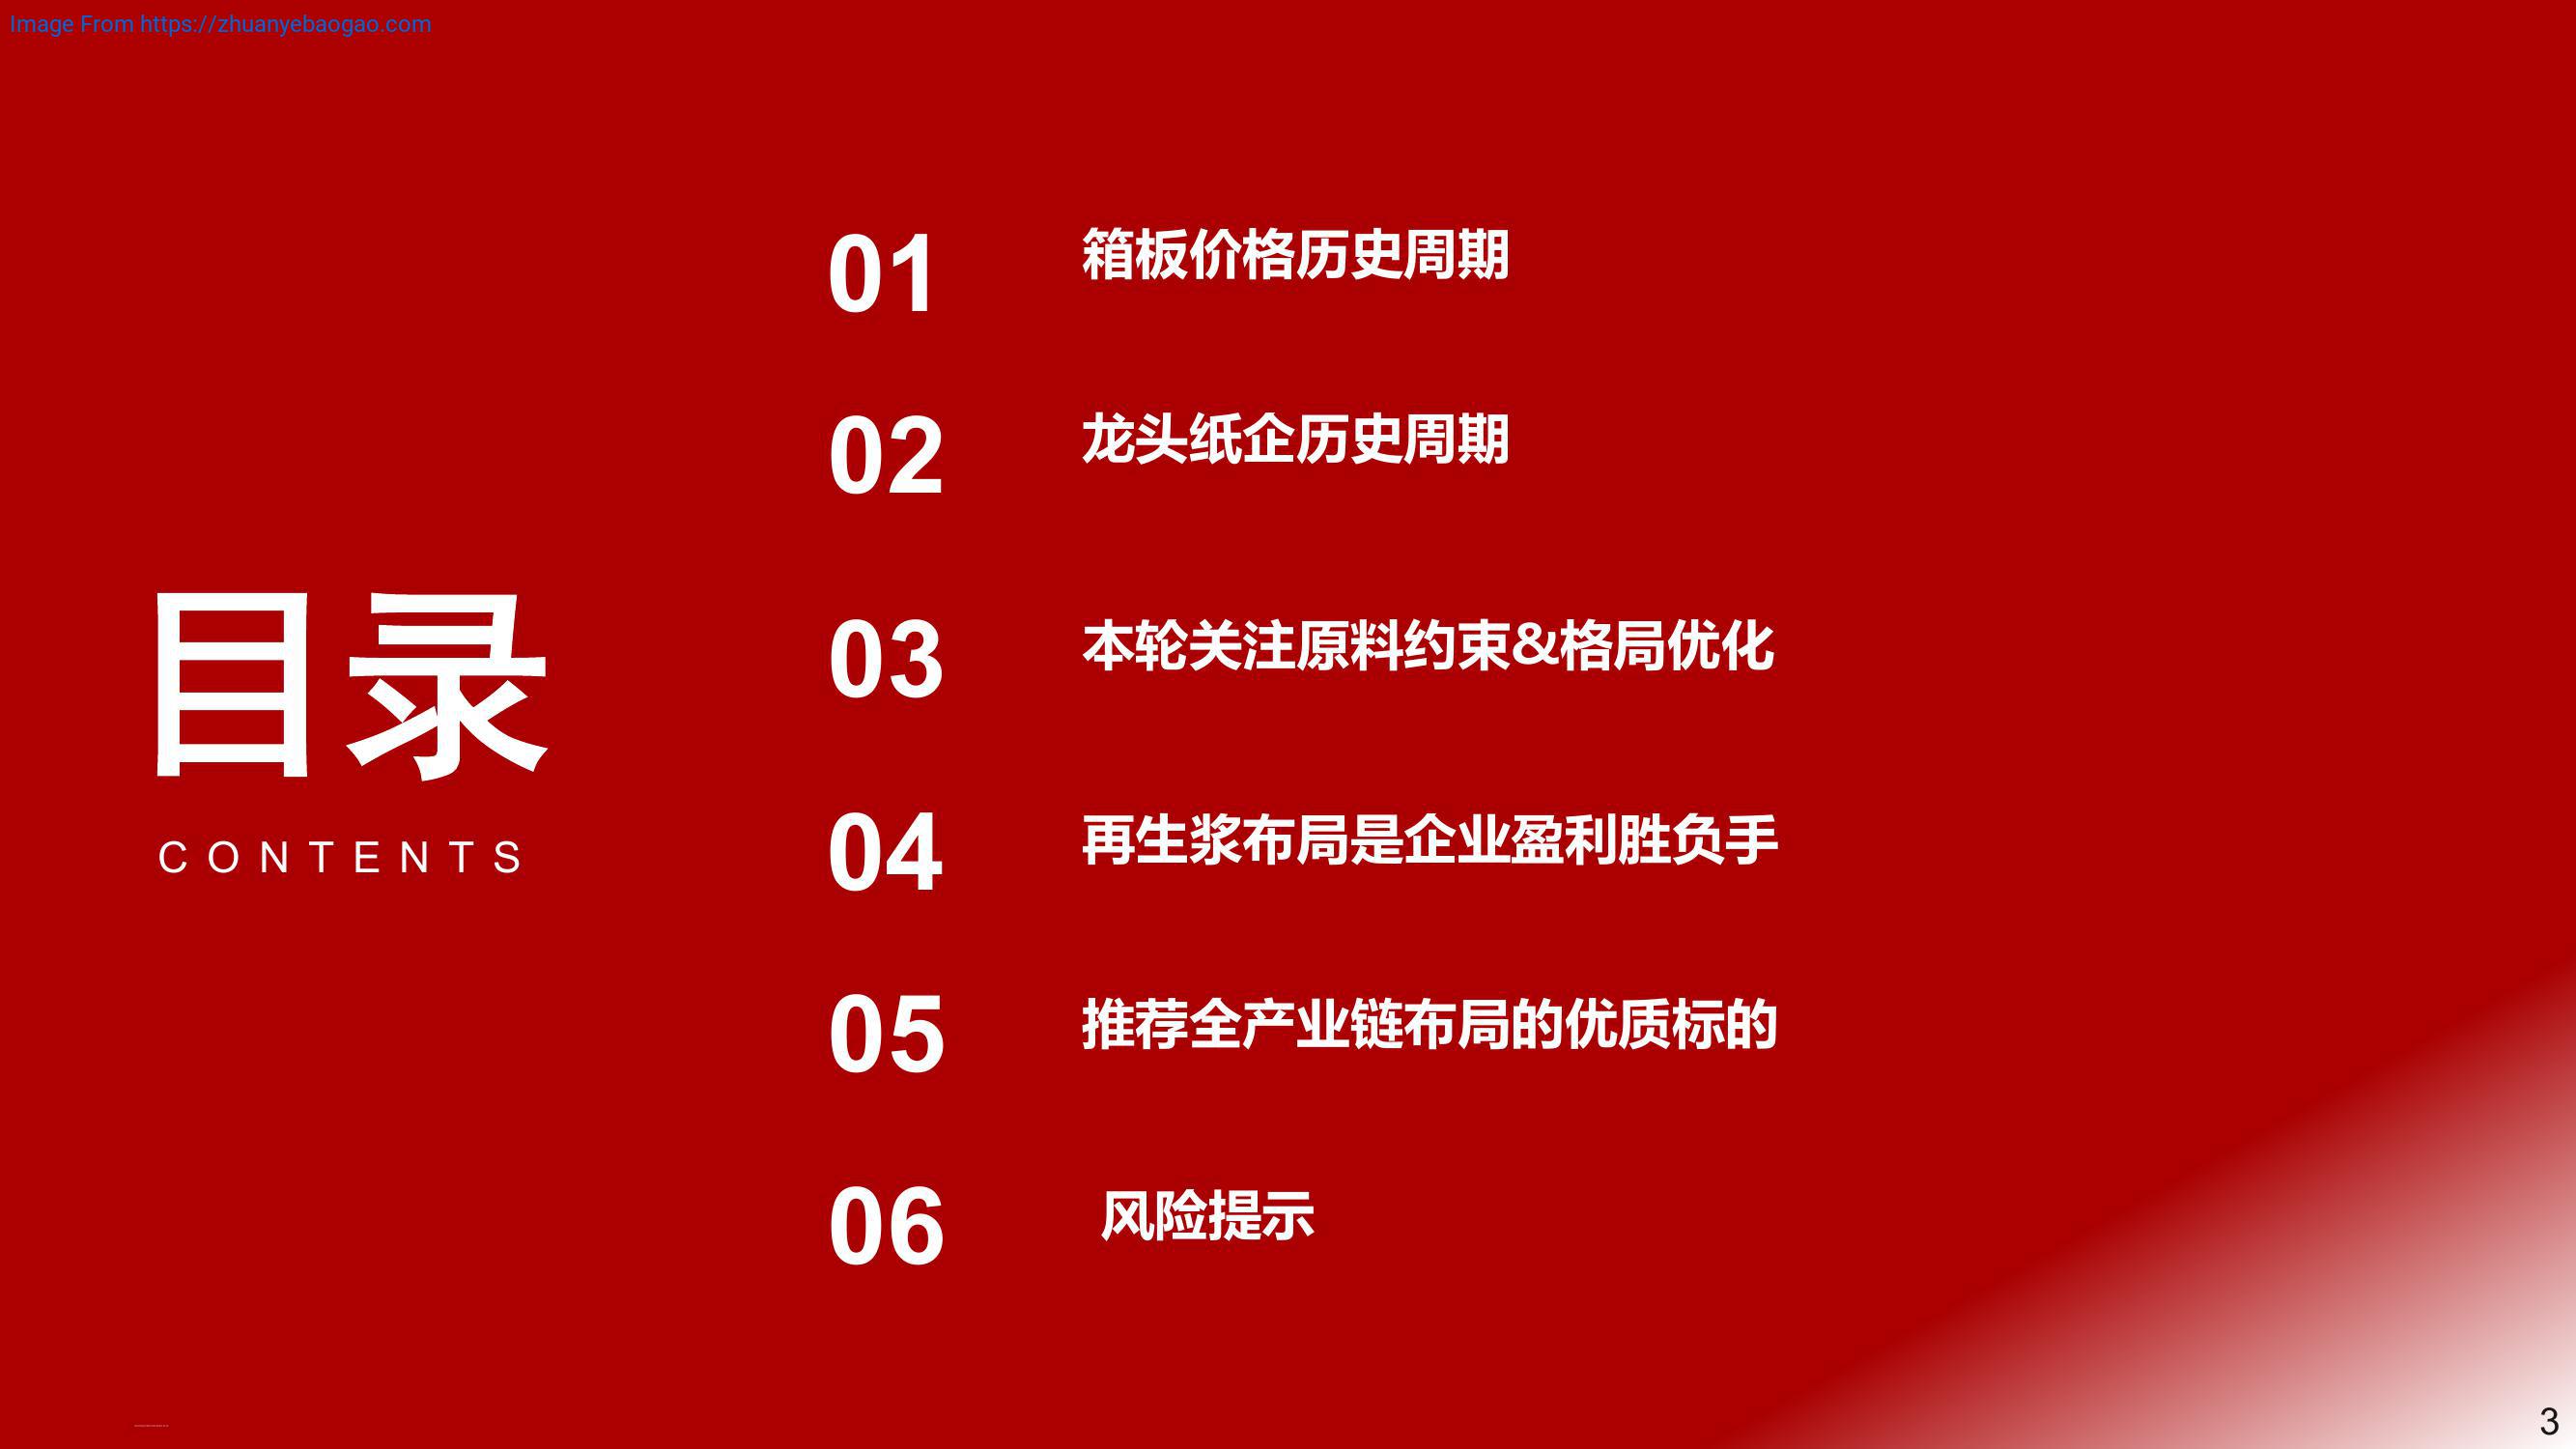 Image From https://zhuanyebaogao.com
目录
CONTENTS
01 箱板价格历史周期
02 龙头纸企历史周期
03 本轮关注原料约束&格局优化
04 再生浆布局是企业盈利胜负手
05 推荐全产业链布局的优质标的
06 风险提示
3